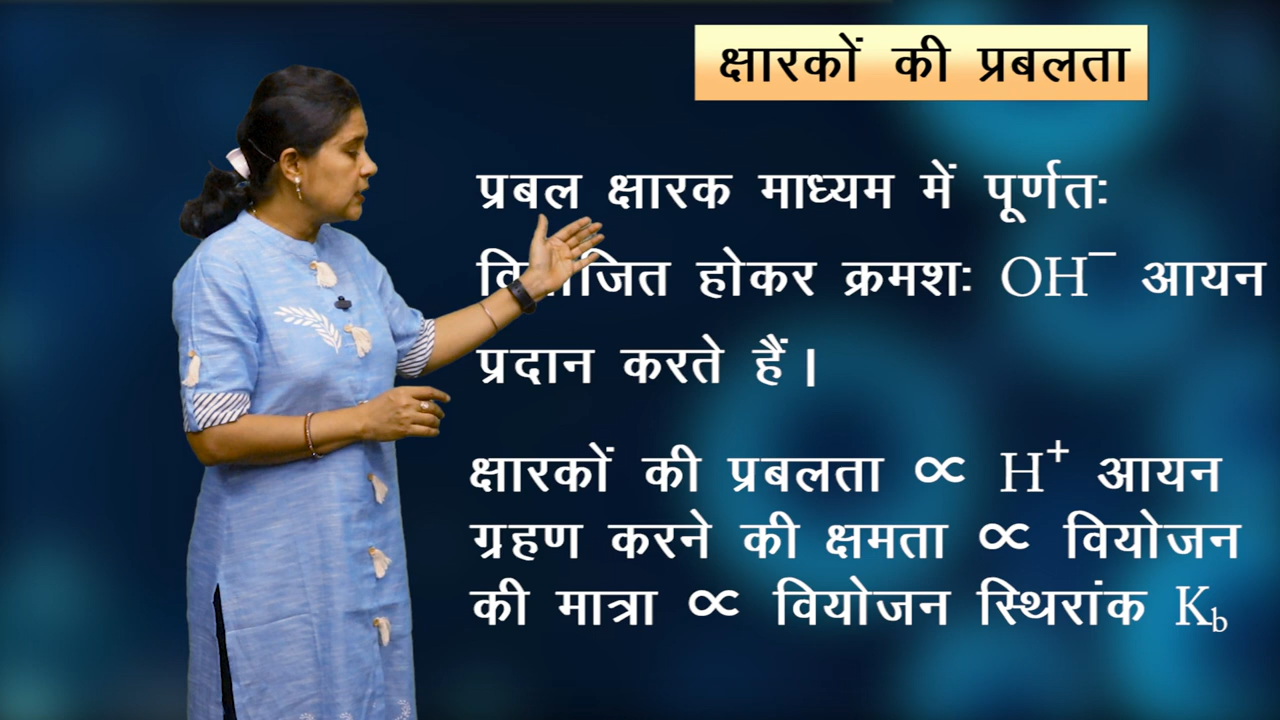 क्षारकों की प्रबलता
प्रबल क्षारक माध्यम में पूर्णतः
होकर क्रमशः OH⁻ आयन
प्रदान करते हैं।
क्षारकों की प्रबलता ∝ H⁺ आयन
ग्रहण करने की क्षमता ∝ वियोजन
की मात्रा ∝ वियोजन स्थिरांक K_b